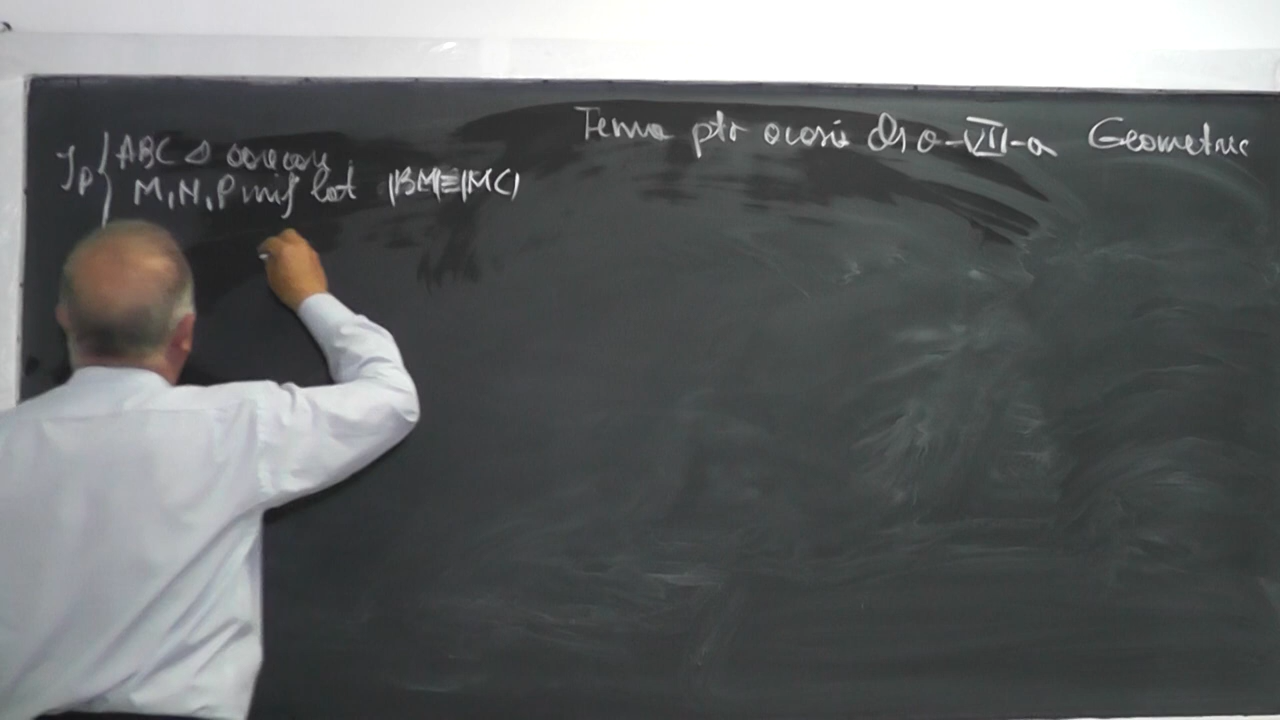 Tema ptr acasă cls a-VII-a Geometrie
Ip { ABC Δ oarecare
M, N, P mij lat |BM|≡|MC|